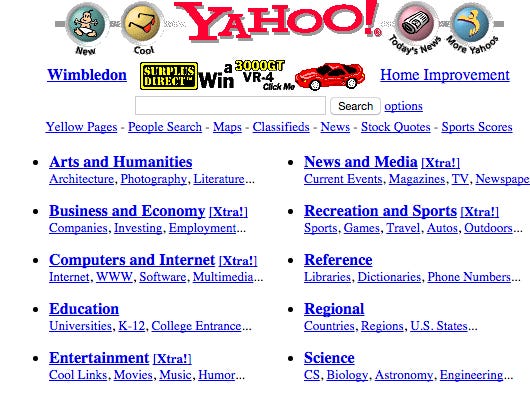 YAHOO!
New
Cool
Today's News
More Yahoos
Wimbledon
SURPLUS DIRECT™ Win a 3000GT VR-4 Click Me
Home Improvement
Search options
Yellow Pages - People Search - Maps - Classifieds - News - Stock Quotes - Sports Scores
Arts and Humanities
Architecture, Photography, Literature...
News and Media [Xtra!]
Current Events, Magazines, TV, Newspape
Business and Economy [Xtra!]
Companies, Investing, Employment...
Recreation and Sports [Xtra!]
Sports, Games, Travel, Autos, Outdoors...
Computers and Internet [Xtra!]
Internet, WWW, Software, Multimedia...
Reference
Libraries, Dictionaries, Phone Numbers...
Education
Universities, K-12, College Entrance...
Regional
Countries, Regions, U.S. States...
Entertainment [Xtra!]
Cool Links, Movies, Music, Humor...
Science
CS, Biology, Astronomy, Engineering...